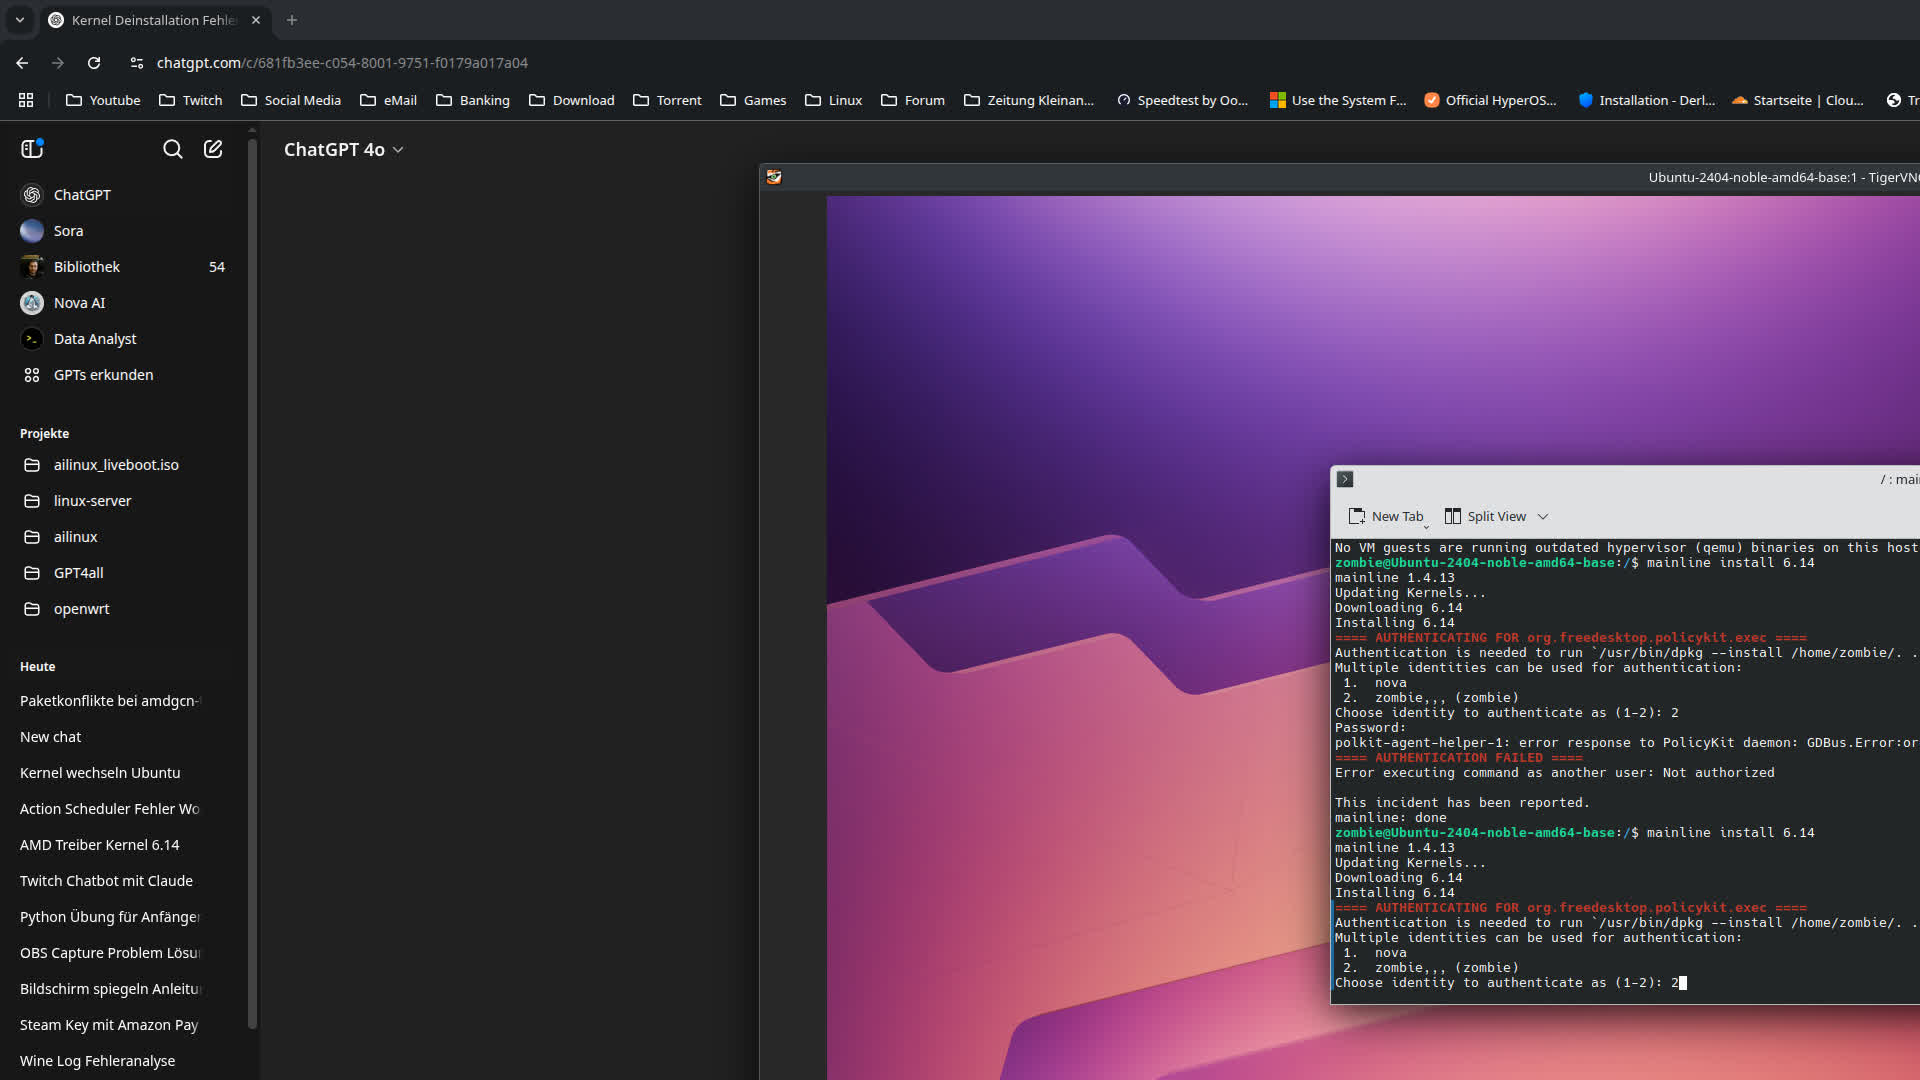 Kernel Deinstallation Fehle
chatgpt.com/c/681fb3ee-c054-8001-9751-f0179a017a04
Youtube
Twitch
Social Media
eMail
Banking
Download
Torrent
Games
Linux
Forum
Zeitung Kleinan...
Speedtest by Oo...
Use the System F...
Official HyperOS...
Installation - Derl...
Startseite | Clou...
Tr
ChatGPT 4o
ChatGPT
Sora
Bibliothek 54
Nova AI
Data Analyst
GPTs erkunden
Projekte
ailinux_liveboot.iso
linux-server
ailinux
GPT4all
openwrt
Heute
Paketkonflikte bei amdgcn-
New chat
Kernel wechseln Ubuntu
Action Scheduler Fehler Wo
AMD Treiber Kernel 6.14
Twitch Chatbot mit Claude
Python Übung für Anfänger
OBS Capture Problem Lösu
Bildschirm spiegeln Anleitu
Steam Key mit Amazon Pay
Wine Log Fehleranalyse
Ubuntu-2404-noble-amd64-base:1 - TigerVNC
/ : mai
New Tab
Split View
No VM guests are running outdated hypervisor (qemu) binaries on this host
zombie@Ubuntu-2404-noble-amd64-base:/$ mainline install 6.14
mainline 1.4.13
Updating Kernels...
Downloading 6.14
Installing 6.14
==== AUTHENTICATING FOR org.freedesktop.policykit.exec ====
Authentication is needed to run `/usr/bin/dpkg --install /home/zombie/. .
Multiple identities can be used for authentication:
1. nova
2. zombie,,, (zombie)
Choose identity to authenticate as (1-2): 2
Password:
polkit-agent-helper-1: error response to PolicyKit daemon: GDBus.Error:or
==== AUTHENTICATION FAILED ====
Error executing command as another user: Not authorized
This incident has been reported.
mainline: done
zombie@Ubuntu-2404-noble-amd64-base:/$ mainline install 6.14
mainline 1.4.13
Updating Kernels...
Downloading 6.14
Installing 6.14
==== AUTHENTICATING FOR org.freedesktop.policykit.exec ====
Authentication is needed to run `/usr/bin/dpkg --install /home/zombie/. .
Multiple identities can be used for authentication:
1. nova
2. zombie,,, (zombie)
Choose identity to authenticate as (1-2): 2